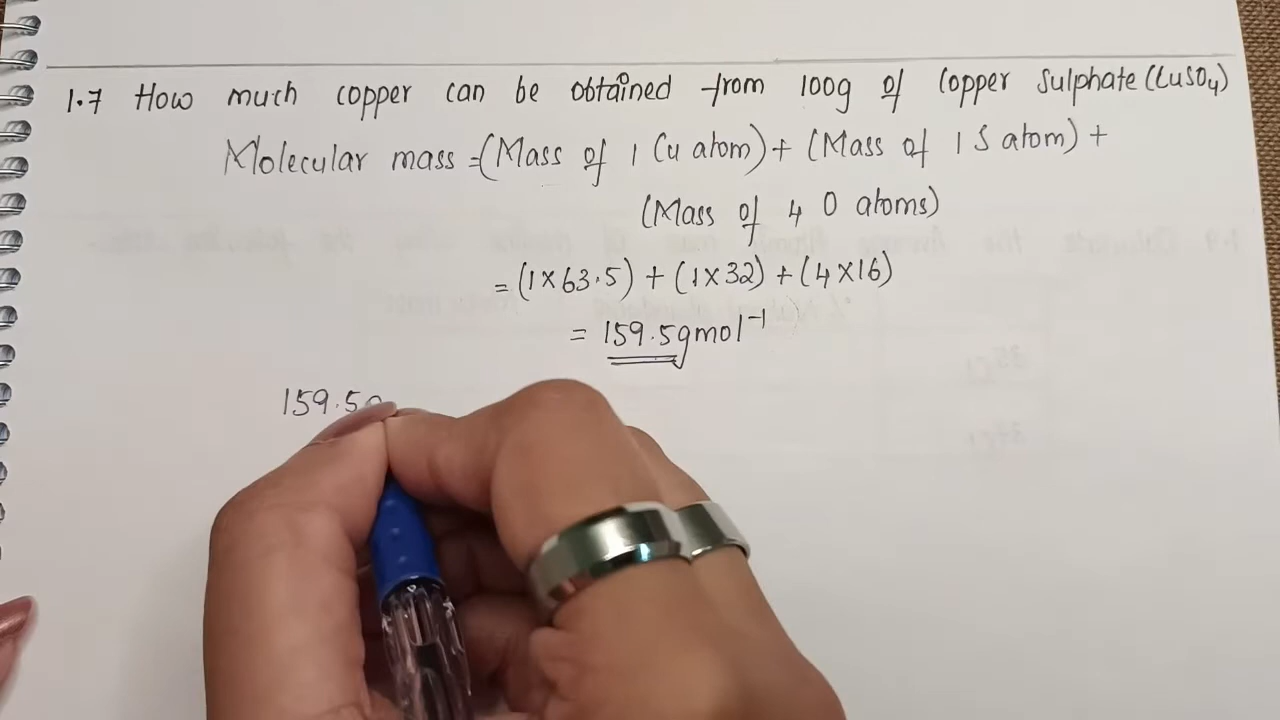 1.7 How much copper can be obtained from 100g of Copper Sulphate (CuSO₄)
Molecular mass = (Mass of 1 Cu atom) + (Mass of 1 S atom) +
(Mass of 4 O atoms)
= (1×63.5) + (1×32) + (4×16)
= 159.5gmol⁻¹
159.5g